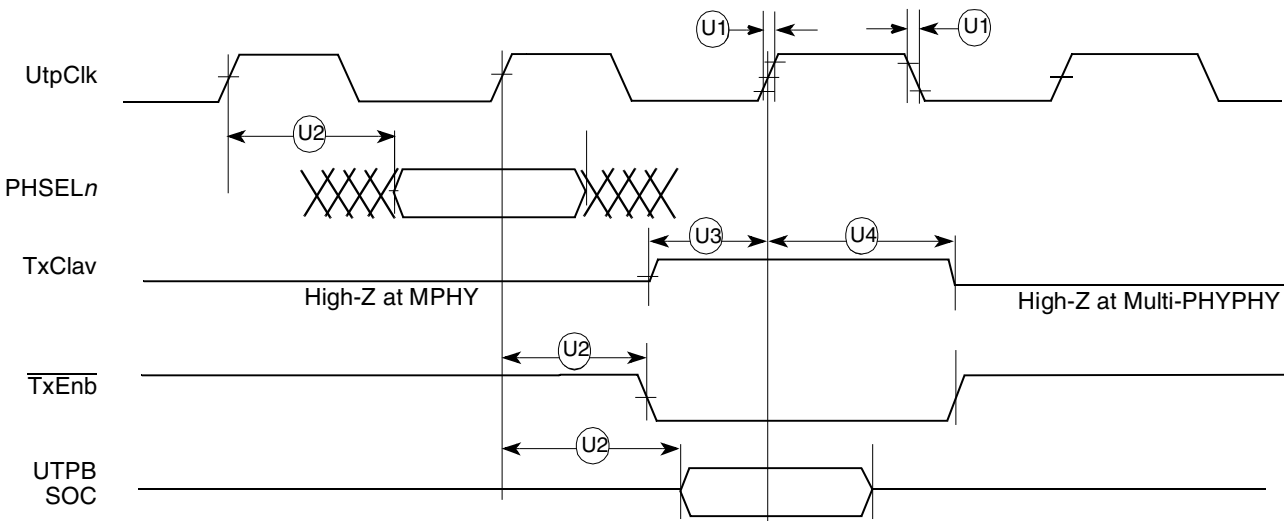 U1 U1
UtpClk
U2
PHSELn
U3 U4
TxClav
High-Z at MPHY High-Z at Multi-PHYPHY
U2
TxEnb
U2
UTPB
SOC